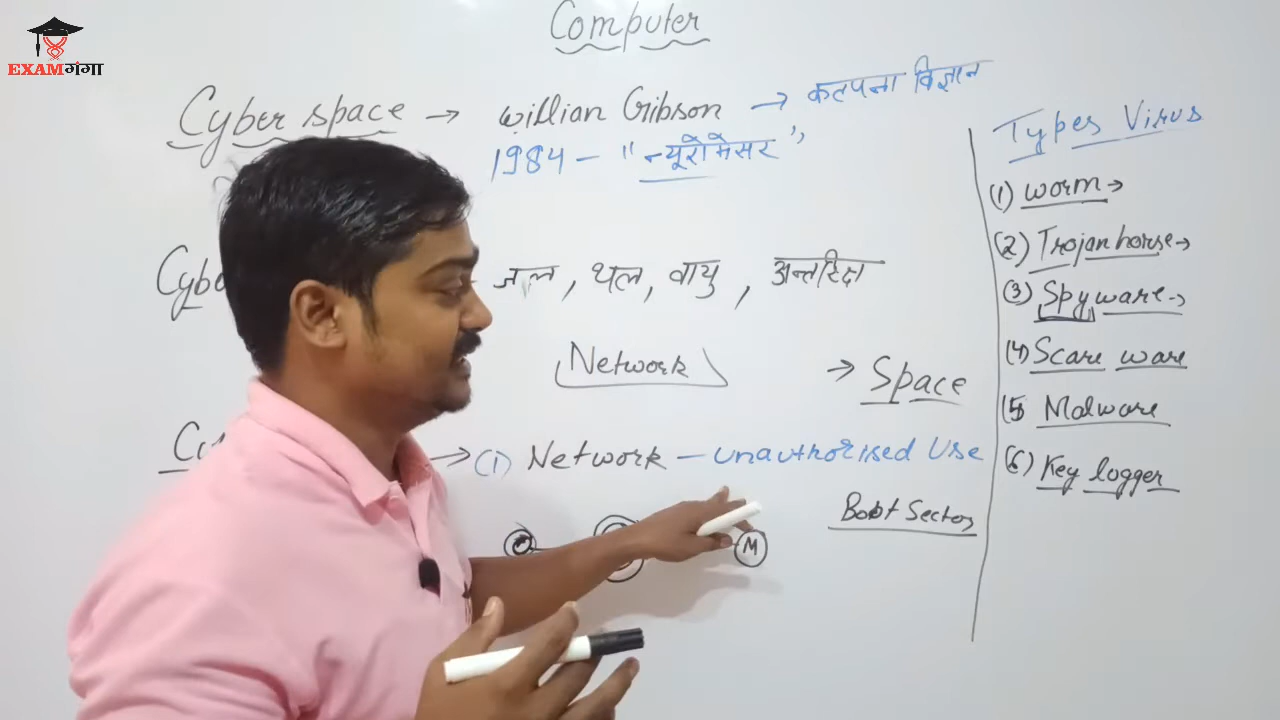 EXAMगंगा
Computer
Cyber space → willian Gibson → कल्पना विज्ञान
1984 – "न्यूरोमेंसर"
Cybe
जल, थल, वायु, अन्तरिक्ष
Network
→ Space
→ (1) Network – unauthorised Use
M
Boot Sector
Types Virus
(1) worm →
(2) Trojan horse →
(3) Spyware →
(4) Scare ware
(5) Malware
(6) Key logger